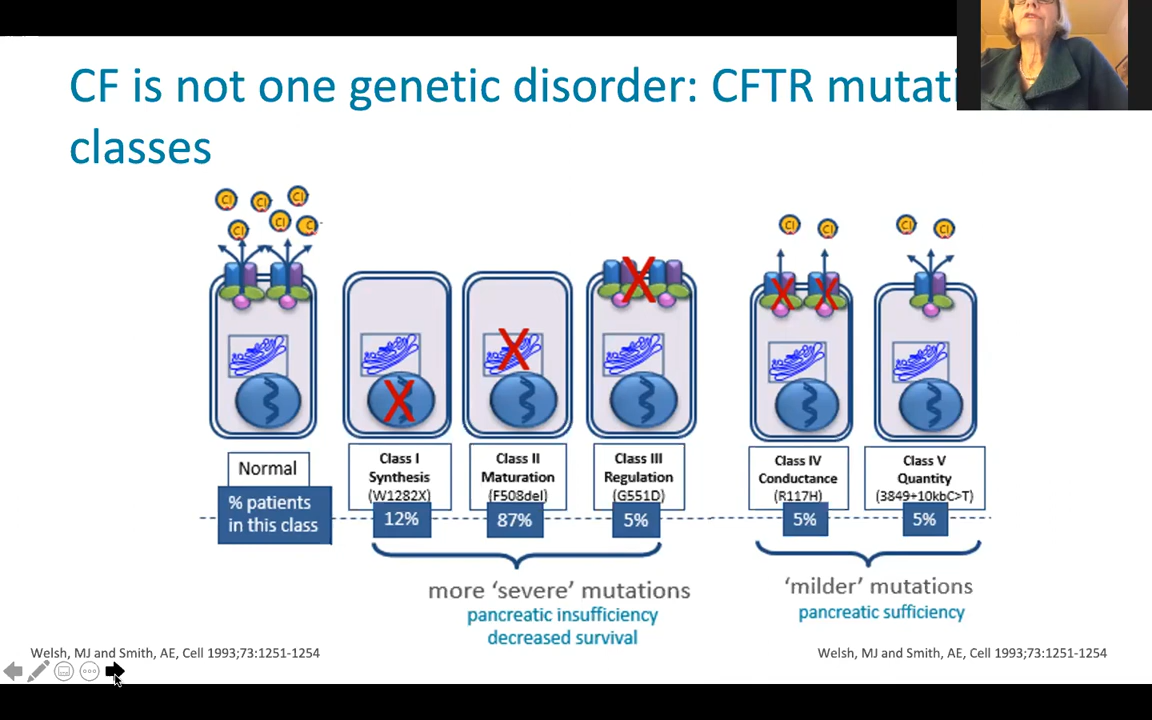 CF is not one genetic disorder: CFTR mutati
classes
Cl Cl Cl
Cl Cl Cl
Cl Cl
Cl Cl
X
X
X
X X
Normal
Class I
Synthesis
(W1282X)
Class II
Maturation
(F508del)
Class III
Regulation
(G551D)
Class IV
Conductance
(R117H)
Class V
Quantity
(3849+10kbC>T)
% patients
in this class
12%
87%
5%
5%
5%
more ‘severe’ mutations
pancreatic insufficiency
decreased survival
‘milder’ mutations
pancreatic sufficiency
Welsh, MJ and Smith, AE, Cell 1993;73:1251-1254
Welsh, MJ and Smith, AE, Cell 1993;73:1251-1254